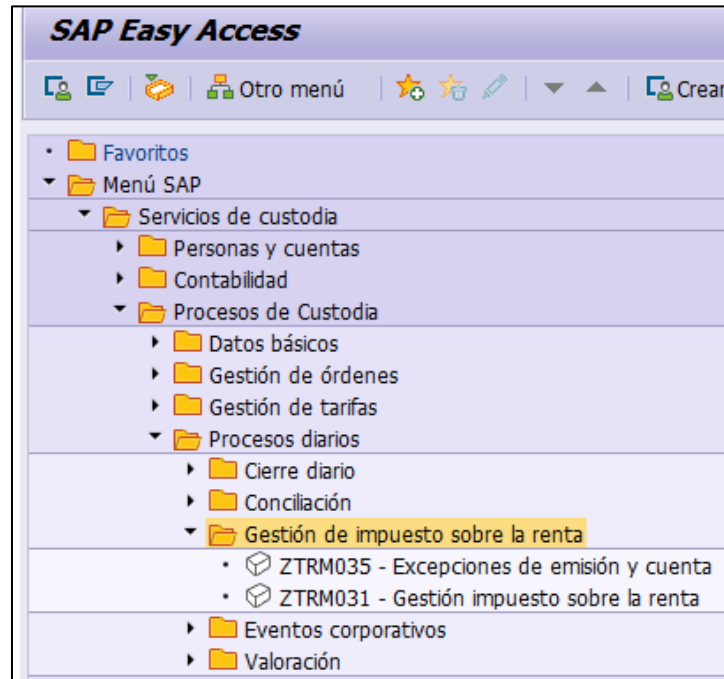 SAP Easy Access
Otro menú Crear
Favoritos
Menú SAP
Servicios de custodia
Personas y cuentas
Contabilidad
Procesos de Custodia
Datos básicos
Gestión de órdenes
Gestión de tarifas
Procesos diarios
Cierre diario
Conciliación
Gestión de impuesto sobre la renta
ZTRM035 - Excepciones de emisión y cuenta
ZTRM031 - Gestión impuesto sobre la renta
Eventos corporativos
Valoración